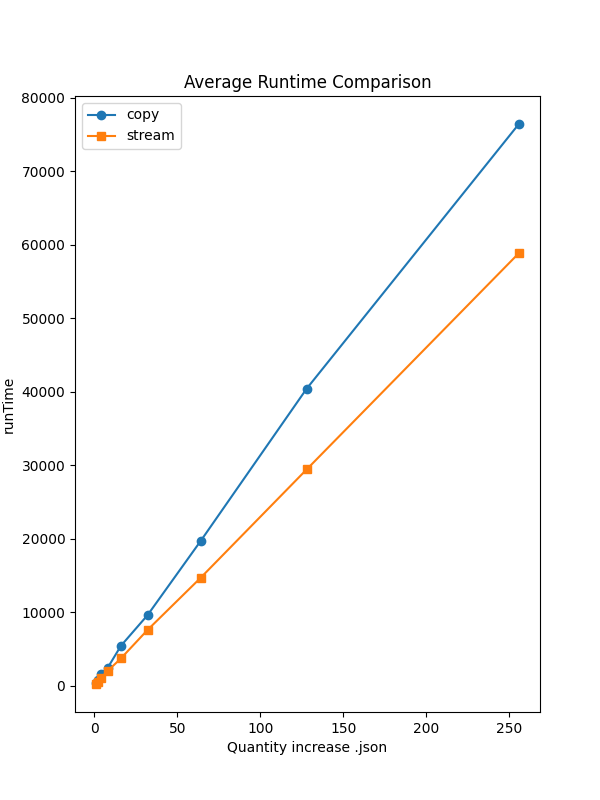 Average Runtime Comparison
copy
stream
80000
70000
60000
50000
40000
30000
20000
10000
0
runTime
0 50 100 150 200 250
Quantity increase .json